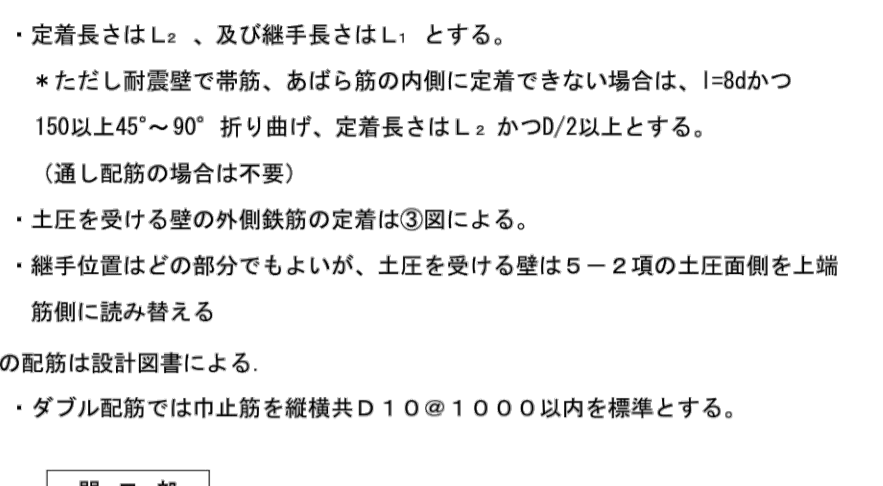 ・定着長さはＬ₂ 、及び継手長さはＬ₁ とする。
＊ただし耐震壁で帯筋、あばら筋の内側に定着できない場合は、l=8dかつ
150以上45°～90° 折り曲げ、定着長さはＬ₂ かつD/2以上とする。
（通し配筋の場合は不要）
・土圧を受ける壁の外側鉄筋の定着は③図による。
・継手位置はどの部分でもよいが、土圧を受ける壁は５－２項の土圧面側を上端
筋側に読み替える
の配筋は設計図書による.
・ダブル配筋では巾止筋を縦横共Ｄ１０＠１０００以内を標準とする。